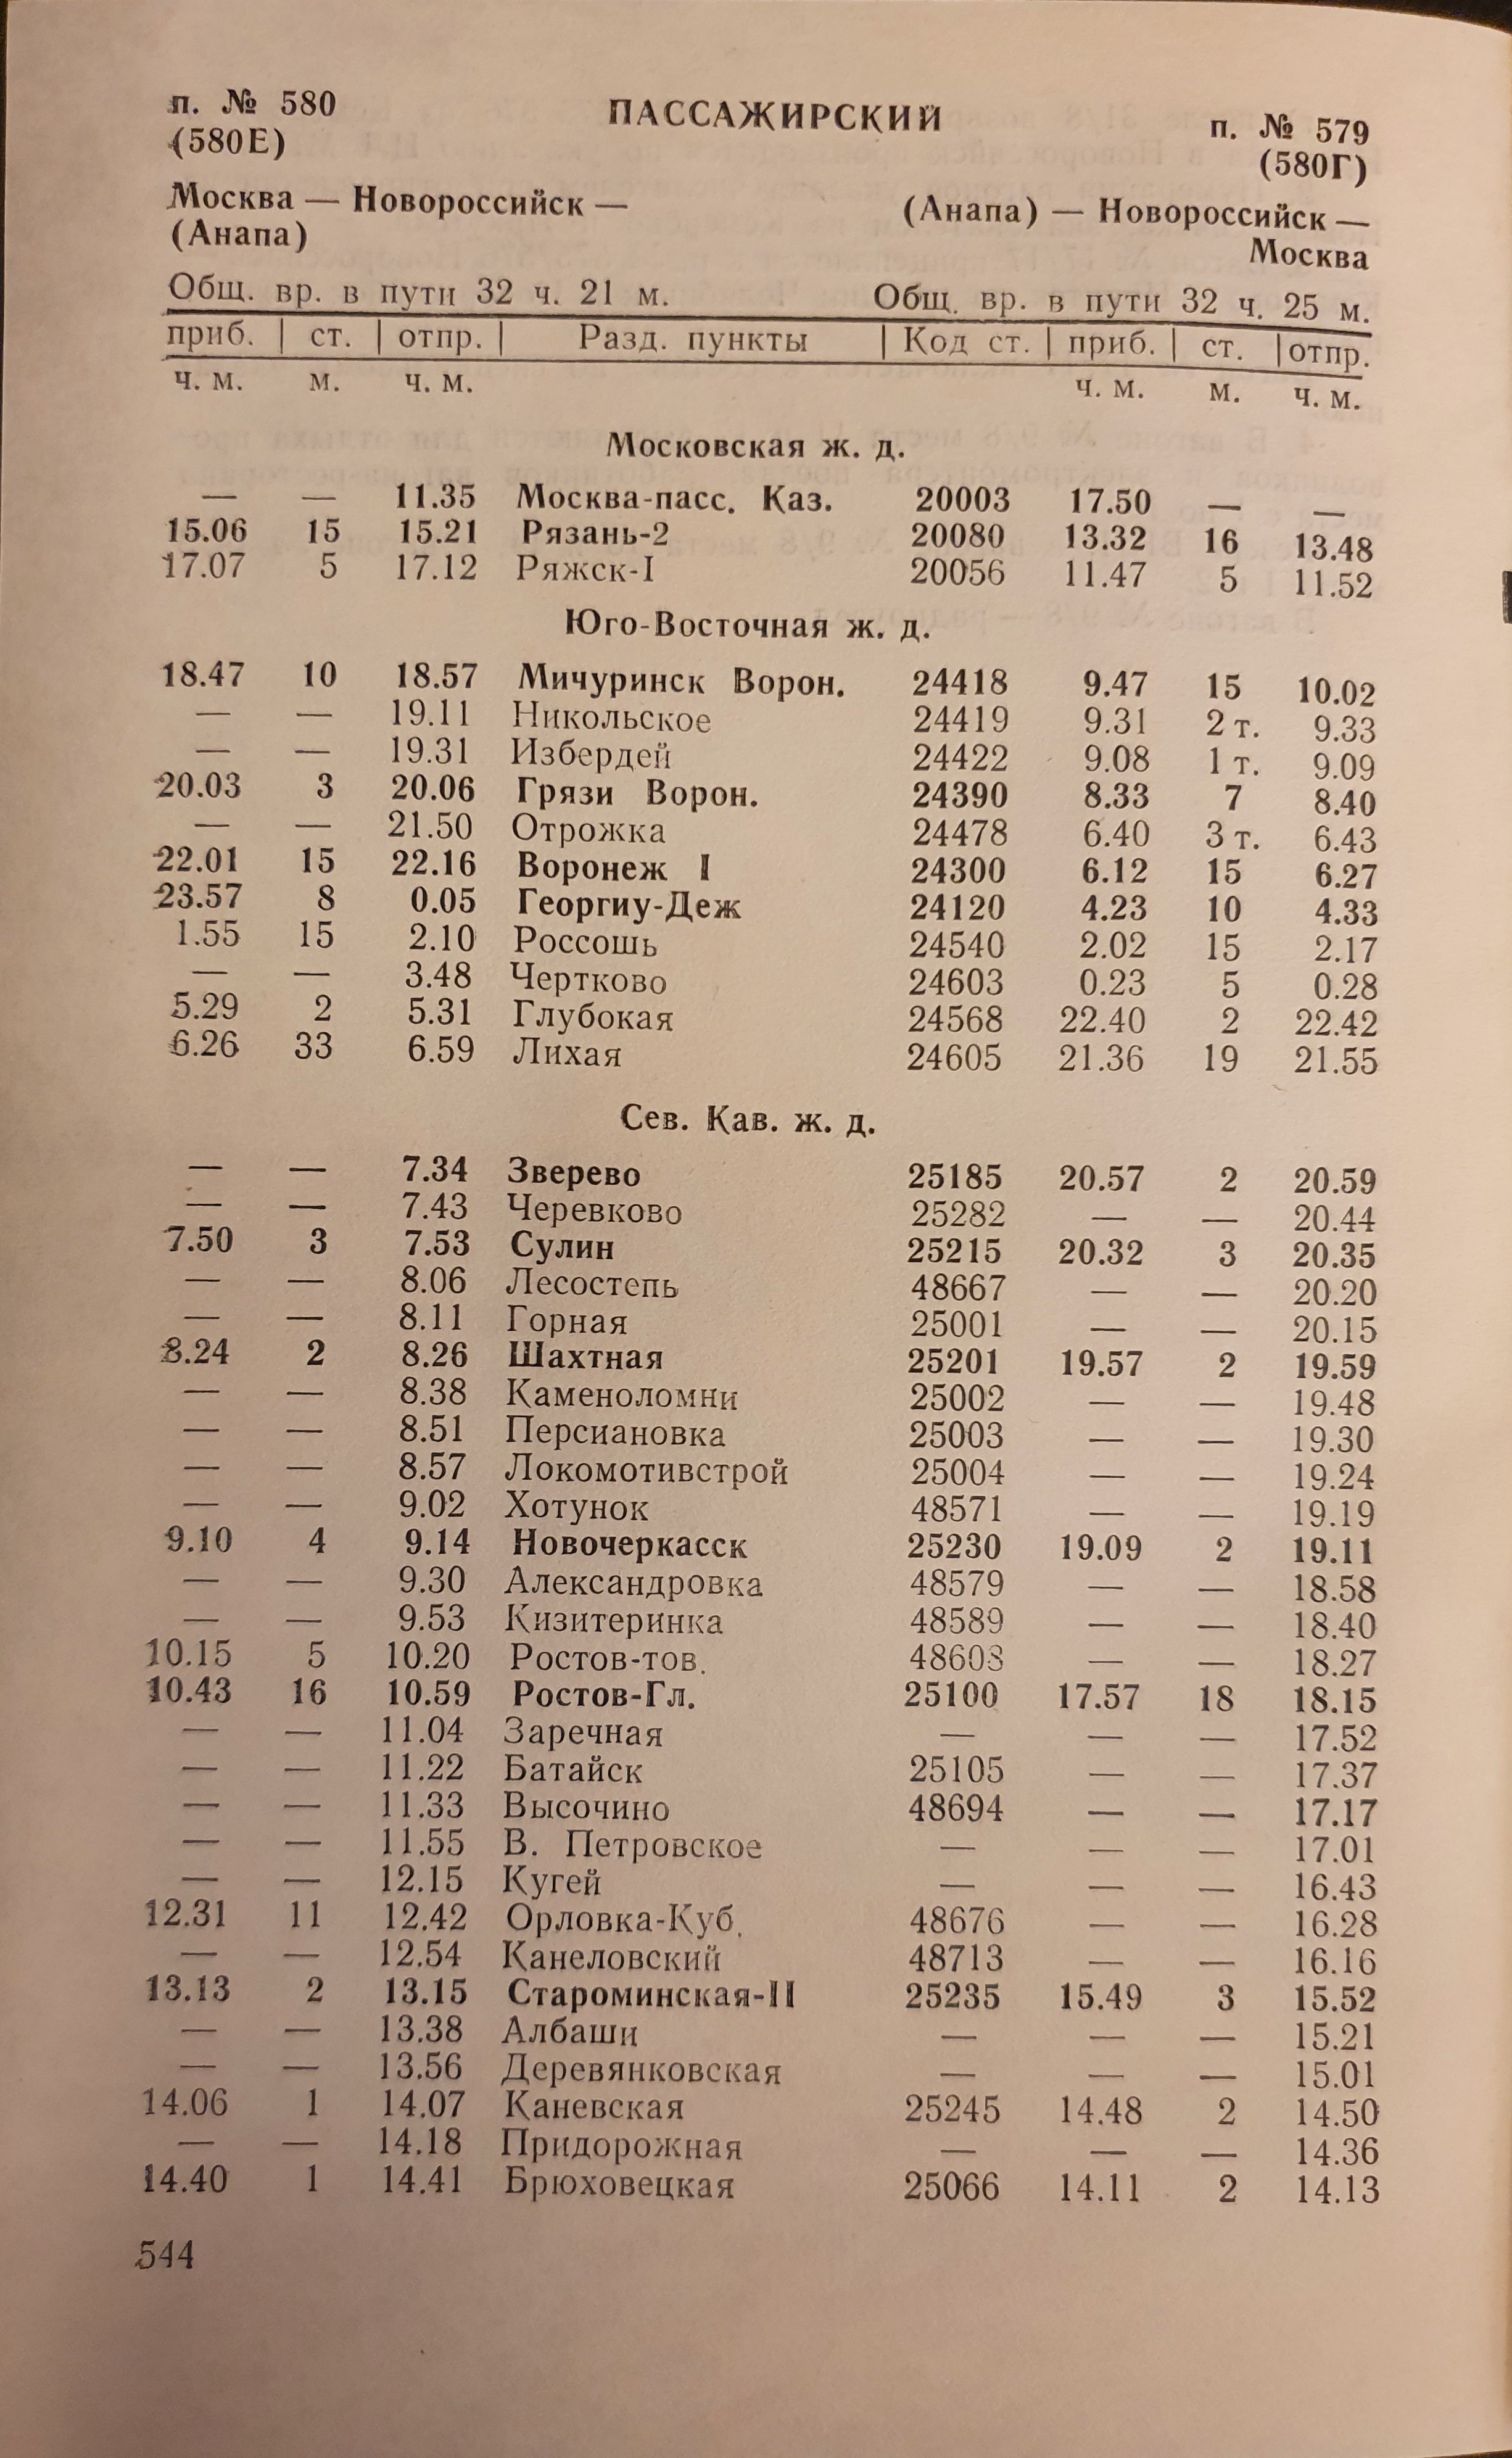 п. № 580 ПАССАЖИРСКИЙ п. № 579
(580Е) (580Г)
Москва — Новороссийск — (Анапа) — Новороссийск —
(Анапа) Москва
Общ. вр. в пути 32 ч. 21 м. Общ. вр. в пути 32 ч. 25 м.
приб. | ст. | отпр. | Разд. пункты | Код ст. | приб. | ст. | отпр.
ч. м. м. ч. м. ч. м. м. ч. м.
Московская ж. д.
— — 11.35 Москва-пасс. Каз. 20003 17.50 — —
15.06 15 15.21 Рязань-2 20080 13.32 16 13.48
17.07 5 17.12 Ряжск-I 20056 11.47 5 11.52
Юго-Восточная ж. д.
18.47 10 18.57 Мичуринск Ворон. 24418 9.47 15 10.02
— — 19.11 Никольское 24419 9.31 2 т. 9.33
— — 19.31 Избердей 24422 9.08 1 т. 9.09
20.03 3 20.06 Грязи Ворон. 24390 8.33 7 8.40
— — 21.50 Отрожка 24478 6.40 3 т. 6.43
22.01 15 22.16 Воронеж I 24300 6.12 15 6.27
23.57 8 0.05 Георгиу-Деж 24120 4.23 10 4.33
1.55 15 2.10 Россошь 24540 2.02 15 2.17
— — 3.48 Чертково 24603 0.23 5 0.28
5.29 2 5.31 Глубокая 24568 22.40 2 22.42
6.26 33 6.59 Лихая 24605 21.36 19 21.55
Сев. Кав. ж. д.
— — 7.34 Зверево 25185 20.57 2 20.59
— — 7.43 Черевково 25282 — — 20.44
7.50 3 7.53 Сулин 25215 20.32 3 20.35
— — 8.06 Лесостепь 48667 — — 20.20
— — 8.11 Горная 25001 — — 20.15
8.24 2 8.26 Шахтная 25201 19.57 2 19.59
— — 8.38 Каменоломни 25002 — — 19.48
— — 8.51 Персиановка 25003 — — 19.30
— — 8.57 Локомотивстрой 25004 — — 19.24
— — 9.02 Хотунок 48571 — — 19.19
9.10 4 9.14 Новочеркасск 25230 19.09 2 19.11
— — 9.30 Александровка 48579 — — 18.58
— — 9.53 Кизитеринка 48589 — — 18.40
10.15 5 10.20 Ростов-тов. 48603 — — 18.27
10.43 16 10.59 Ростов-Гл. 25100 17.57 18 18.15
— — 11.04 Заречная — — — 17.52
— — 11.22 Батайск 25105 — — 17.37
— — 11.33 Высочино 48694 — — 17.17
— — 11.55 В. Петровское — — — 17.01
— — 12.15 Кугей — — — 16.43
12.31 11 12.42 Орловка-Куб. 48676 — — 16.28
— — 12.54 Канеловский 48713 — — 16.16
13.13 2 13.15 Староминская-II 25235 15.49 3 15.52
— — 13.38 Албаши — — — 15.21
— — 13.56 Деревянковская — — — 15.01
14.06 1 14.07 Каневская 25245 14.48 2 14.50
— — 14.18 Придорожная — — — 14.36
14.40 1 14.41 Брюховецкая 25066 14.11 2 14.13
544